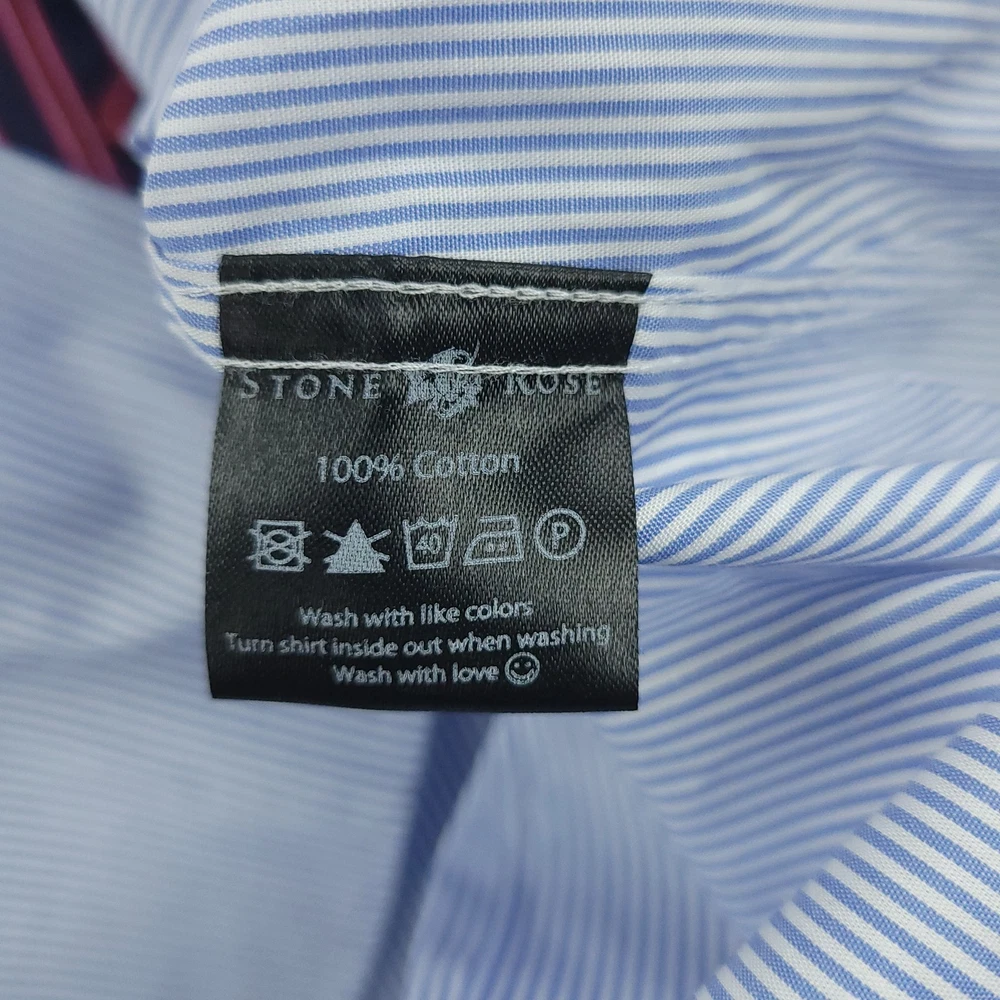 STONE ROSE
100% Cotton
40 P
Wash with like colors
Turn shirt inside out when washing
Wash with love